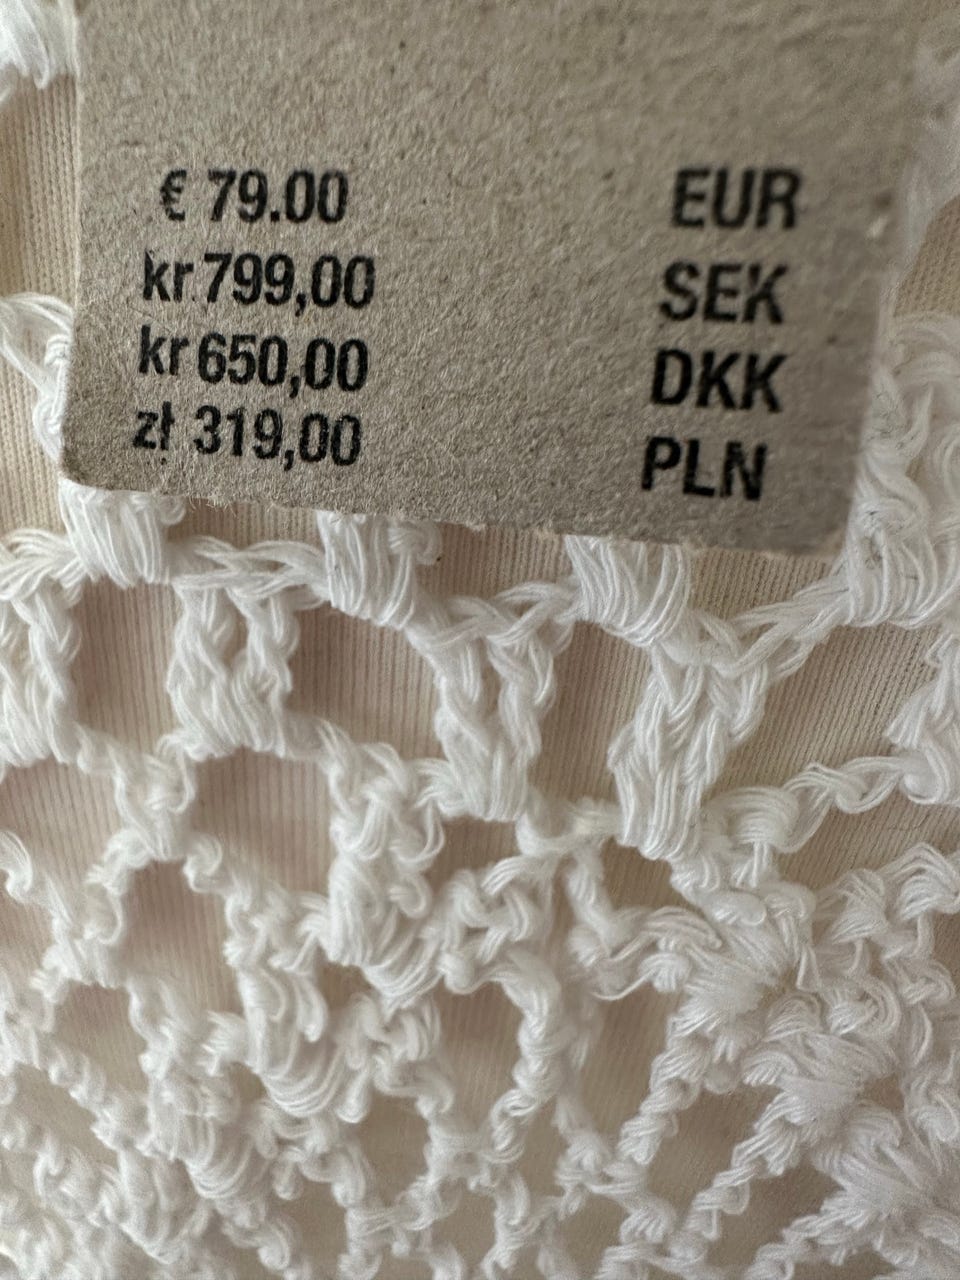 € 79.00 EUR
kr.799,00 SEK
kr 650,00 DKK
zł 319,00 PLN